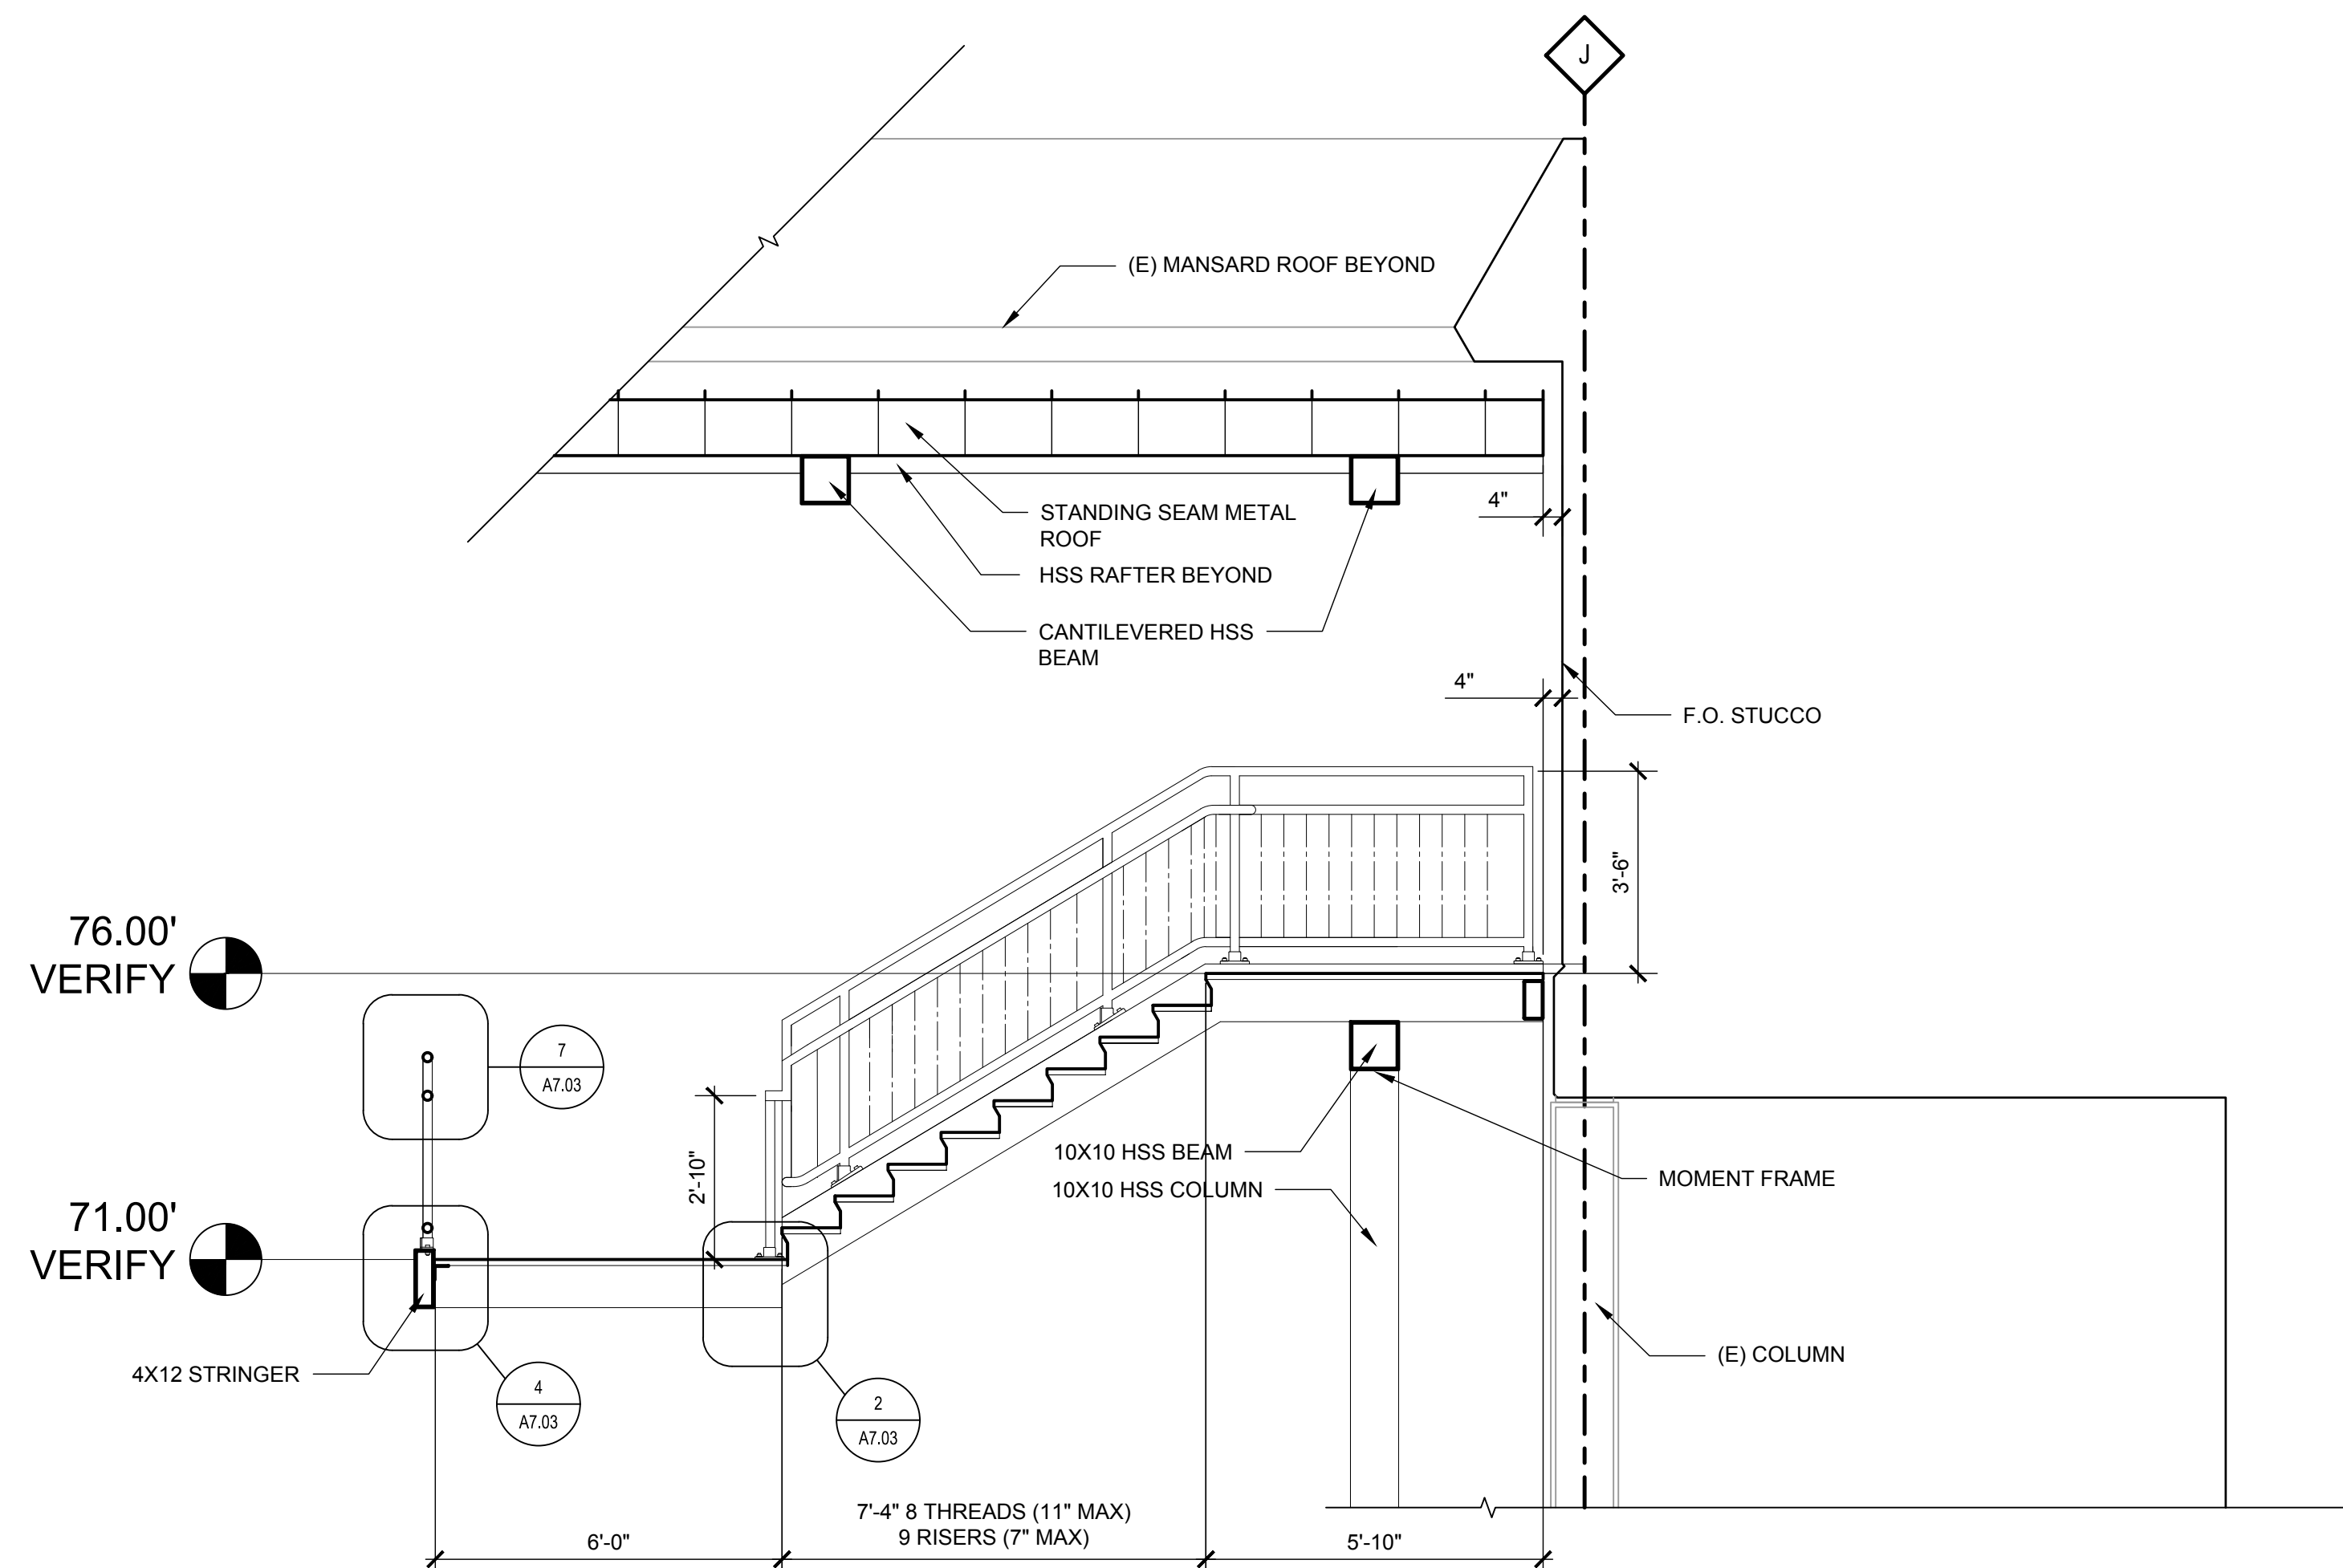 J
(E) MANSARD ROOF BEYOND
4"
STANDING SEAM METAL
ROOF
HSS RAFTER BEYOND
CANTILEVERED HSS
BEAM
4"
F.O. STUCCO
3'-6"
76.00'
VERIFY
7
A7.03
2'-10"
10X10 HSS BEAM
10X10 HSS COLUMN
MOMENT FRAME
71.00'
VERIFY
4X12 STRINGER
(E) COLUMN
4
A7.03
2
A7.03
7'-4" 8 THREADS (11" MAX)
9 RISERS (7" MAX)
6'-0"
5'-10"